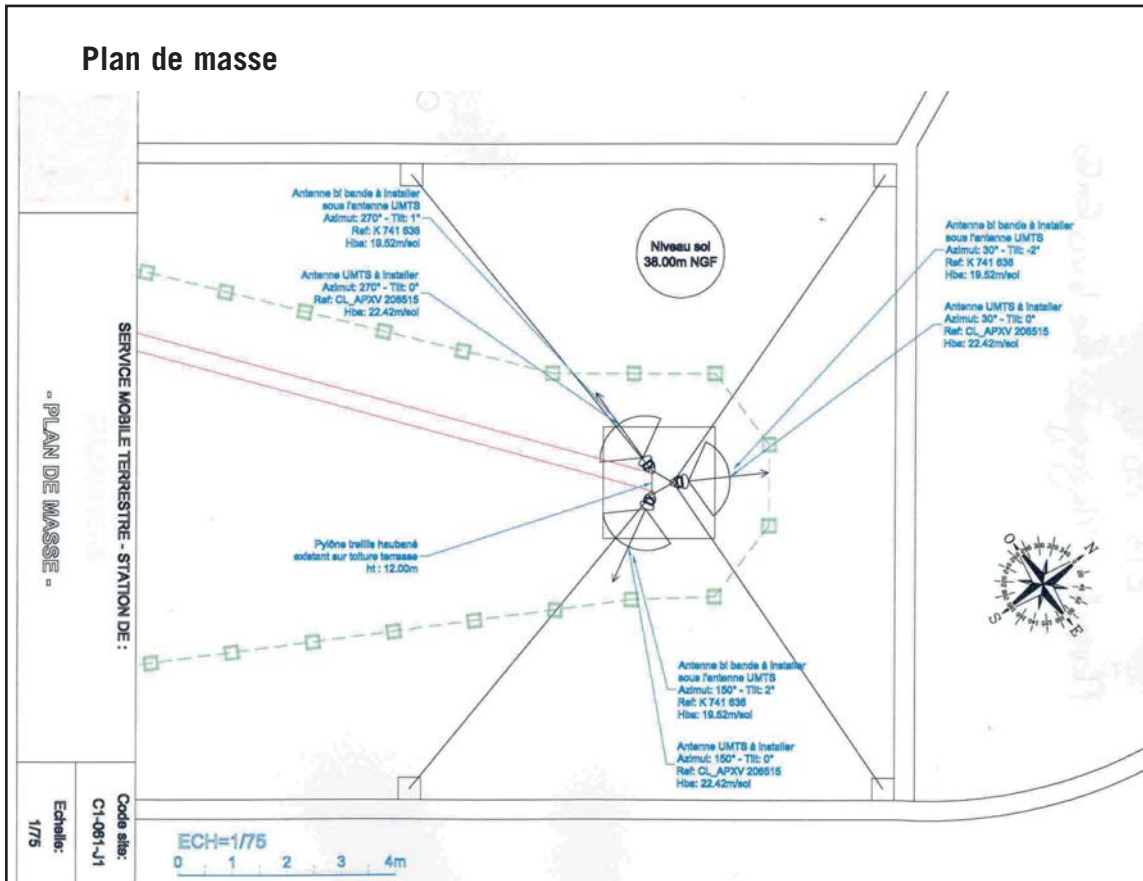 Plan de masse
Antenne bi bande à installer
sous l'antenne UMTS
Azimut: 270° - Tilt: 1°
Ref: K 741 636
Hba: 19.52m/sol
Antenne UMTS à installer
Azimut: 270° - Tilt: 0°
Ref: CL_APXV 206515
Hba: 22.42m/sol
Niveau sol
38.00m NGF
Antenne bi bande à installer
sous l'antenne UMTS
Azimut: 30° - Tilt: -2°
Ref: K 741 636
Hba: 19.52m/sol
Antenne UMTS à installer
Azimut: 30° - Tilt: 0°
Ref: CL_APXV 206515
Hba: 22.42m/sol
Pylône treillis haubané
existant sur toiture terrasse
ht : 12.00m
Antenne bi bande à installer
sous l'antenne UMTS
Azimut: 150° - Tilt: 2°
Ref: K 741 636
Hba: 19.52m/sol
Antenne UMTS à installer
Azimut: 150° - Tilt: 0°
Ref: CL_APXV 206515
Hba: 22.42m/sol
O
N
S
E
SERVICE MOBILE TERRESTRE - STATION DE :
- PLAN DE MASSE -
Code site:
C1-061-J1
Echelle:
1/75
ECH=1/75
0 1 2 3 4m